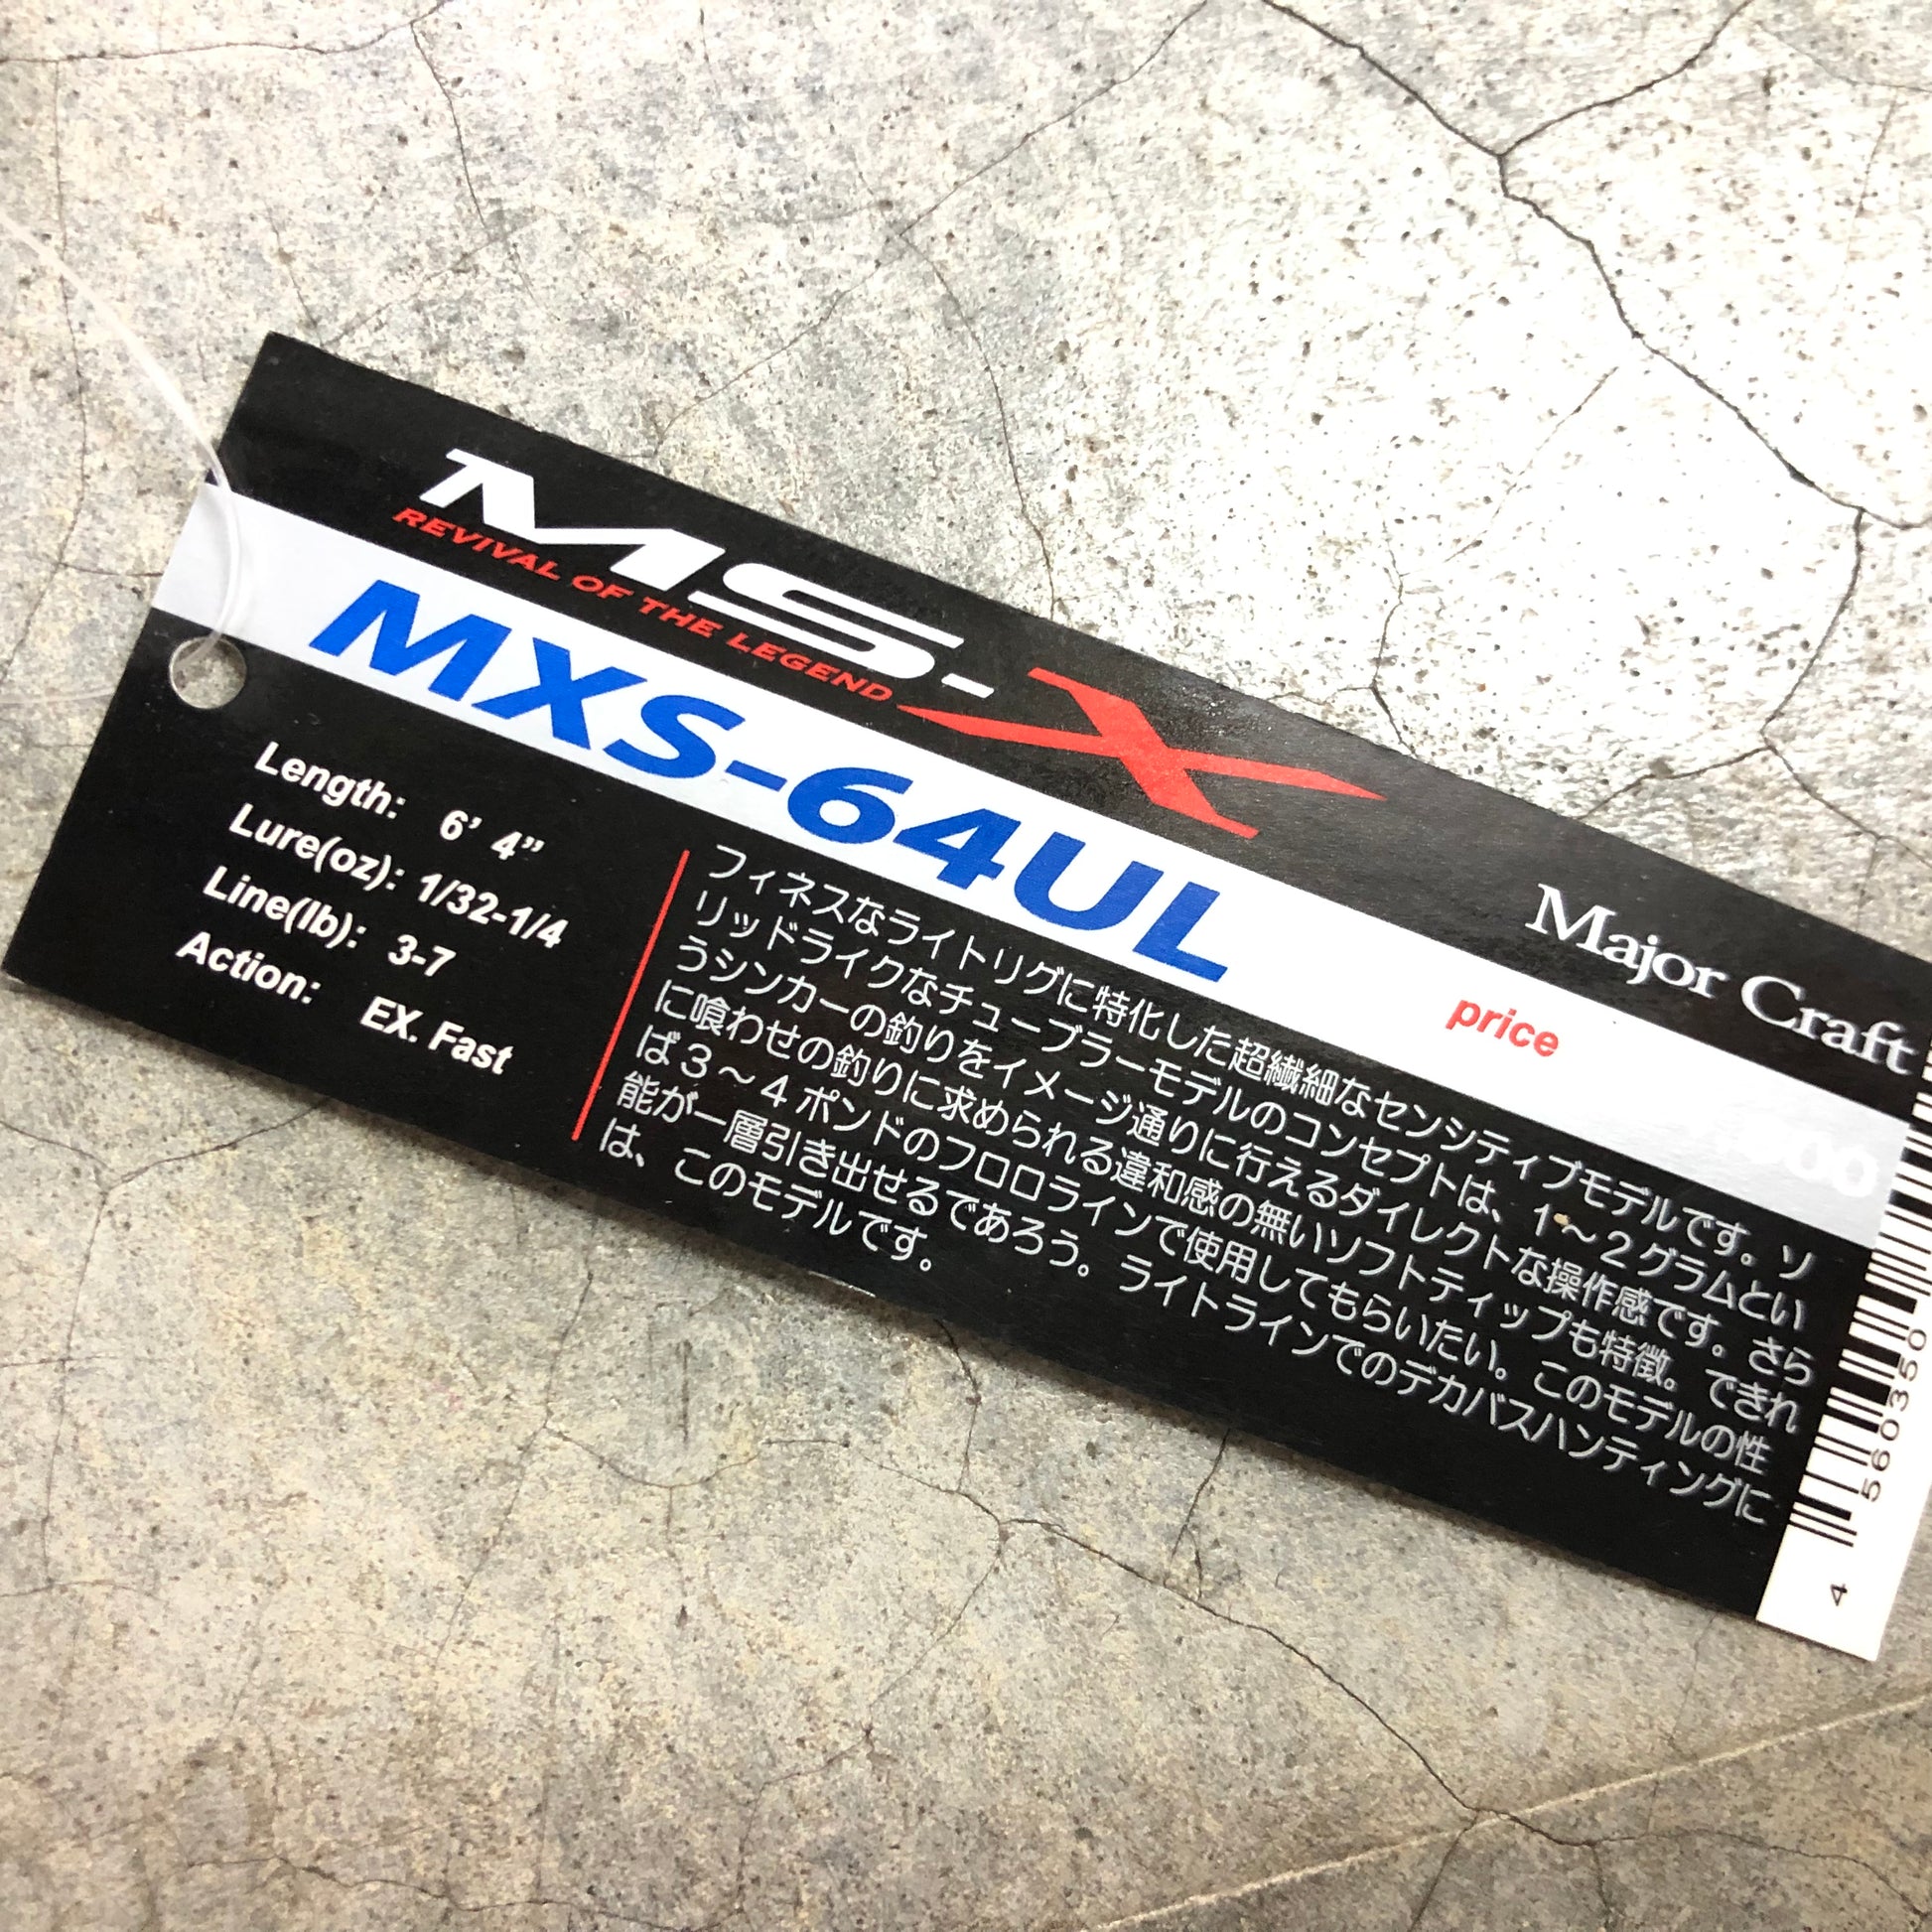 MS-X
REVIVAL OF THE LEGEND
Major Craft
MXS-64UL
price
Length: 6’ 4”
Lure(oz): 1/32-1/4
Line(lb): 3-7
Action: EX. Fast
フィネスなライトリグに特化した超繊細なセンシティブモデルです。ソ
リッドライクなチューブラーモデルのコンセプトは、1～2グラムとい
うシンカーの釣りをイメージ通りに行えるダイレクトな操作感です。さら
に喰わせの釣りに求められる違和感の無いソフトティップも特徴。できれ
ば3～4ポンドのフロロラインで使用してもらいたい。このモデルの性
能が一層引き出せるであろう。ライトラインでのデカバスハンティングに
は、このモデルです。
4 560350